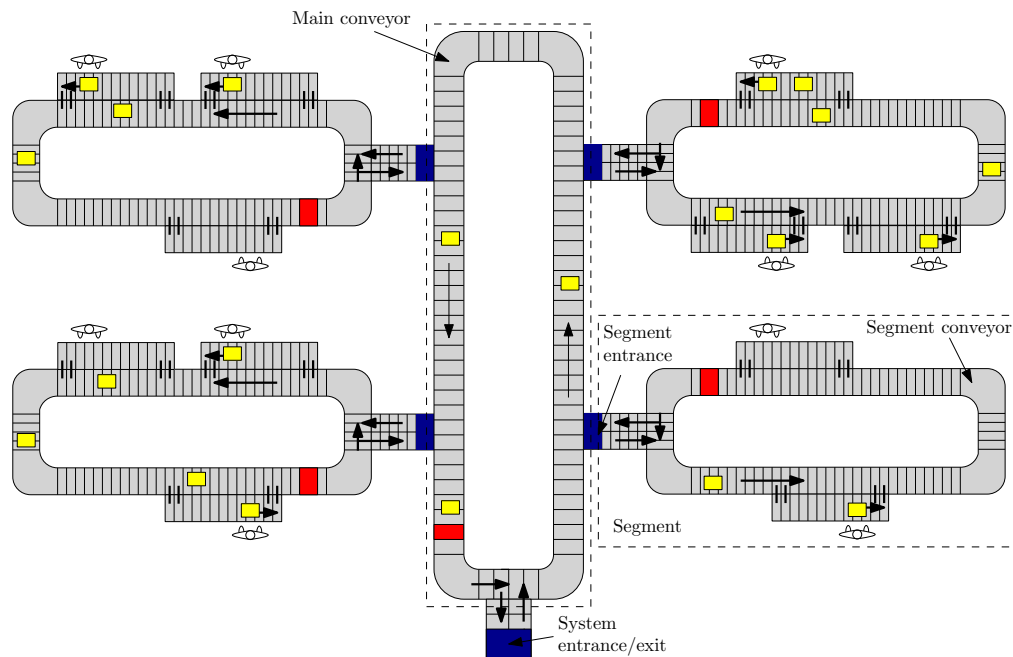 Main conveyor
Segment
entrance
Segment conveyor
Segment
System
entrance/exit